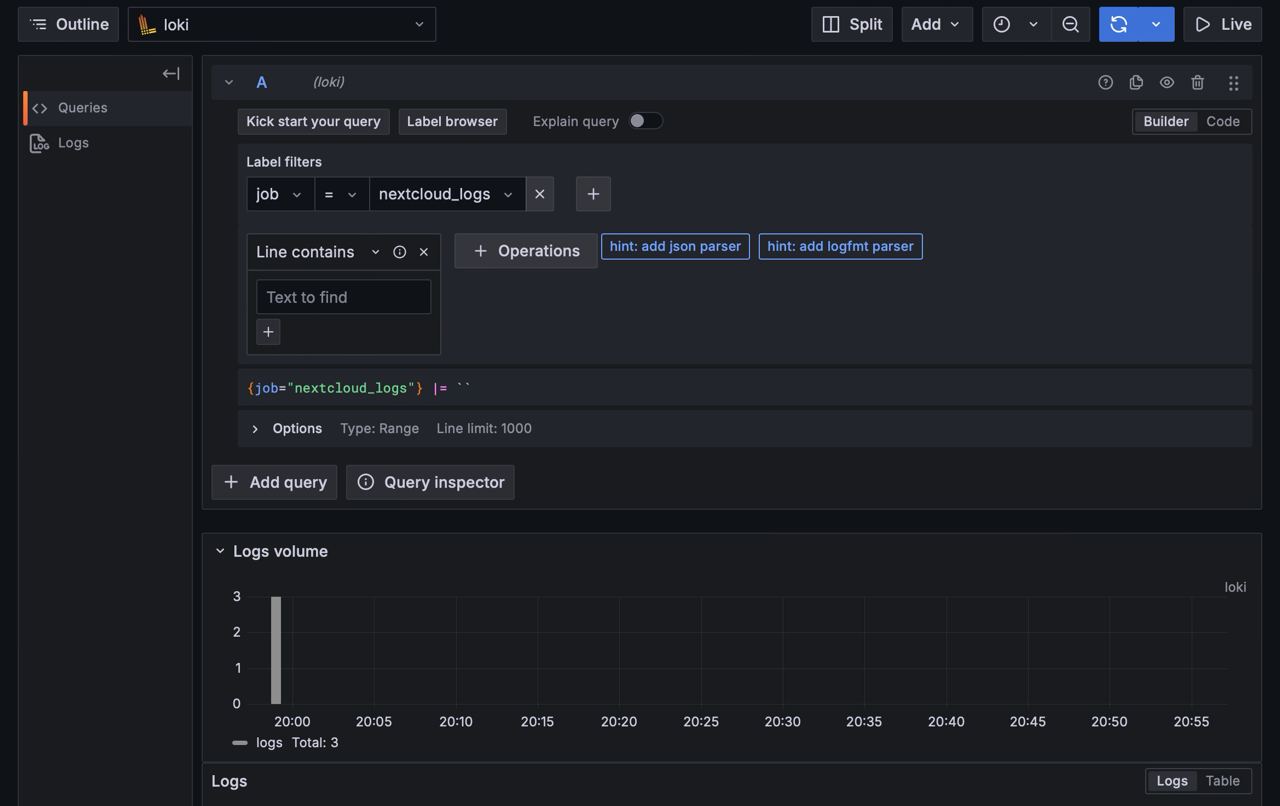 Outline
loki
Split
Add
Live
Queries
Logs
A (loki)
Kick start your query
Label browser
Explain query
Builder
Code
Label filters
job
=
nextcloud_logs
Line contains
Operations
hint: add json parser
hint: add logfmt parser
Text to find
{job="nextcloud_logs"} |= ``
Options Type: Range Line limit: 1000
Add query
Query inspector
Logs volume
loki
3
2
1
0
20:00 20:05 20:10 20:15 20:20 20:25 20:30 20:35 20:40 20:45 20:50 20:55
logs Total: 3
Logs
Logs
Table